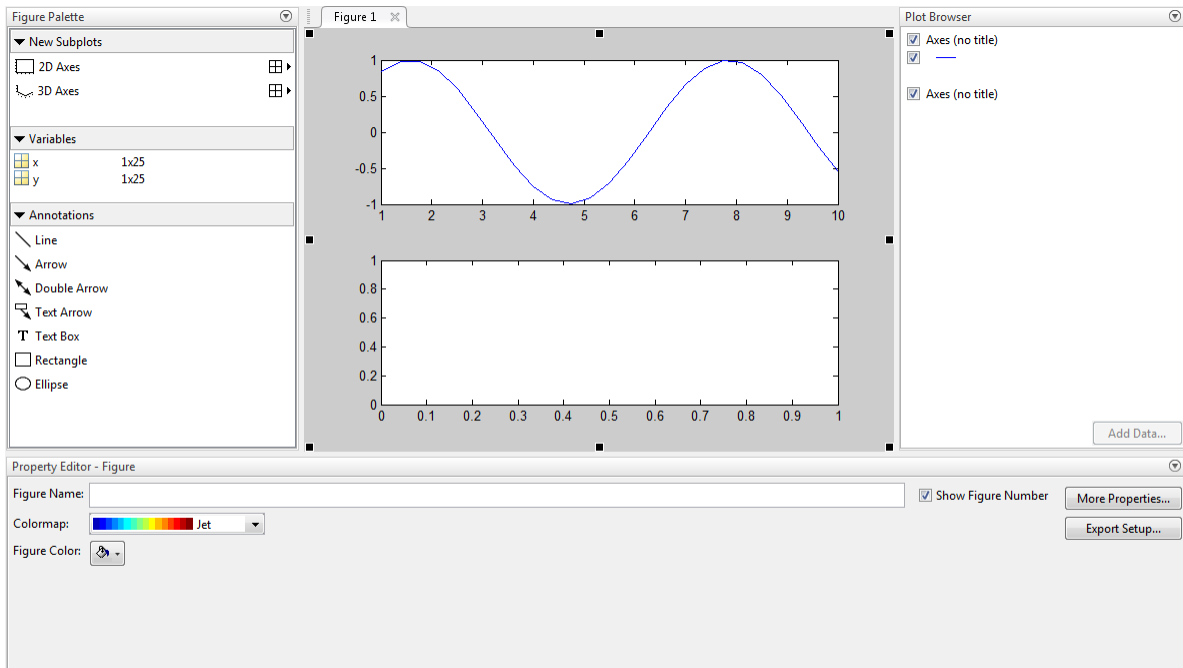 Figure Palette
New Subplots
2D Axes
3D Axes
Variables
x 1x25
y 1x25
Annotations
Line
Arrow
Double Arrow
Text Arrow
T Text Box
Rectangle
Ellipse
Figure 1
1
0.5
0
-0.5
-1
1 2 3 4 5 6 7 8 9 10
1
0.8
0.6
0.4
0.2
0
0 0.1 0.2 0.3 0.4 0.5 0.6 0.7 0.8 0.9 1
Plot Browser
Axes (no title)
Axes (no title)
Add Data...
Property Editor - Figure
Figure Name:
Show Figure Number
More Properties...
Colormap: Jet
Export Setup...
Figure Color: